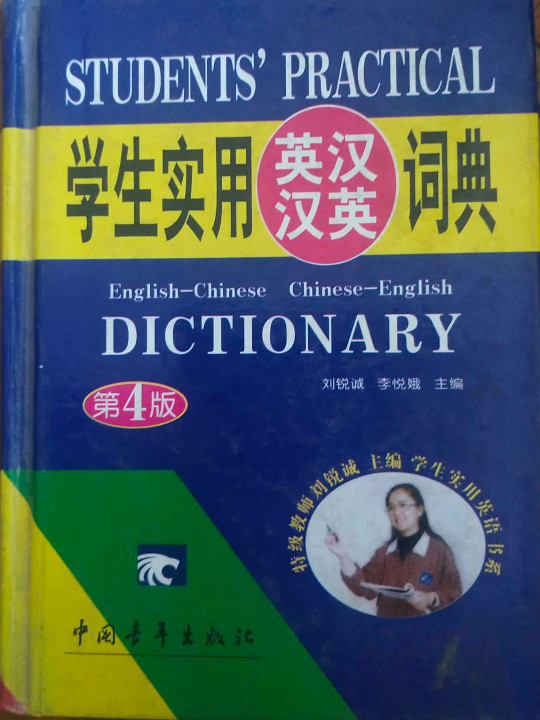 STUDENTS' PRACTICAL
学生实用英汉汉英词典
English-Chinese Chinese-English
DICTIONARY
刘锐诚 李悦娥 主编
第4版
特级教师刘锐诚 主编 学生实用英语书系
中国青年出版社